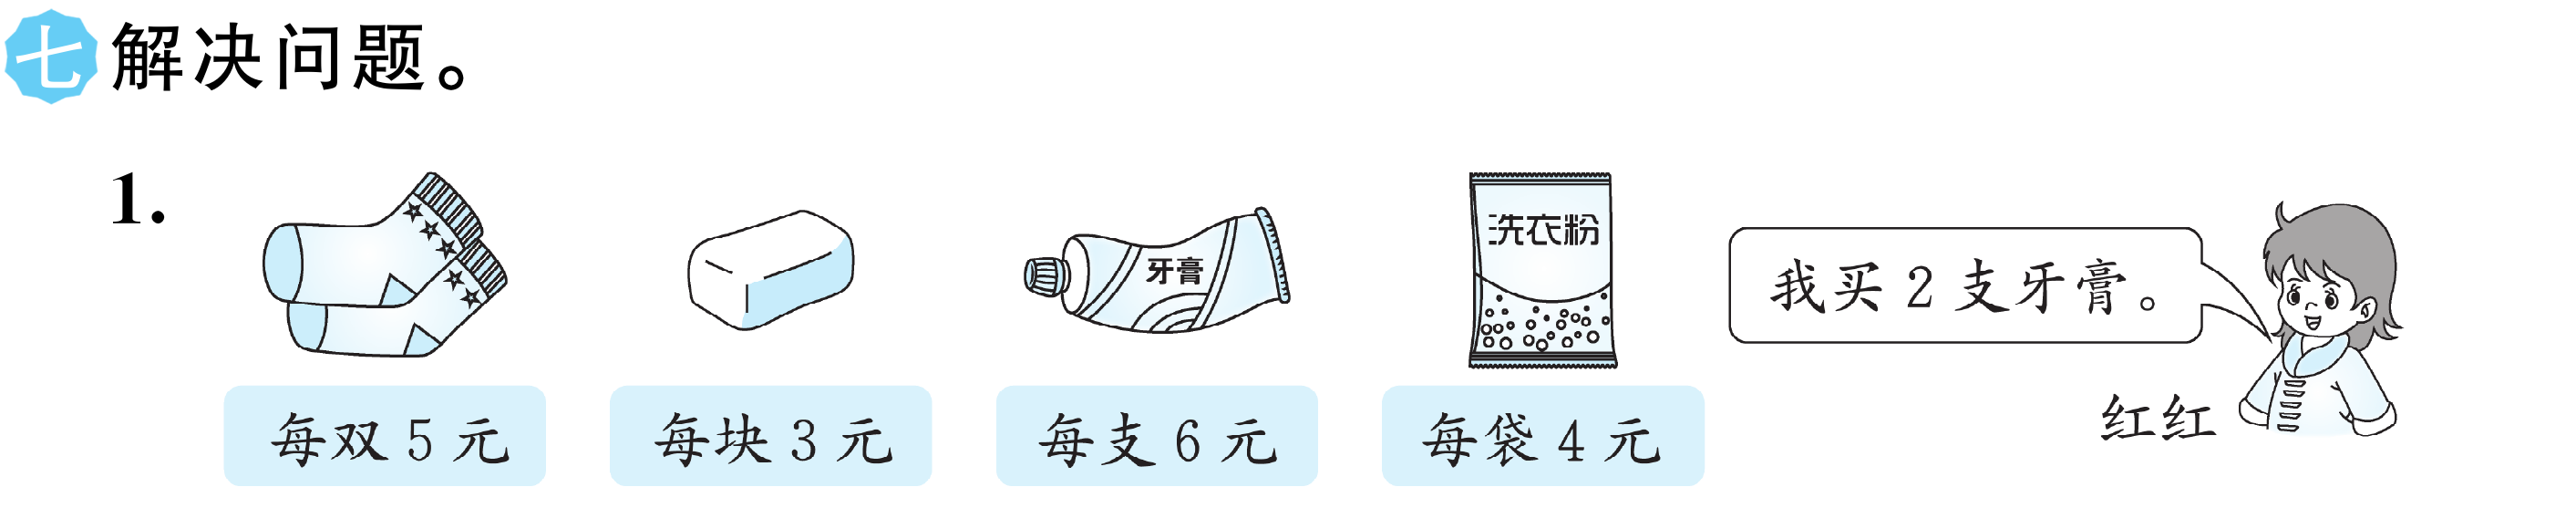 七 解决问题。
1.
洗衣粉
牙膏
我买2支牙膏。
每双5元 每块3元 每支6元 每袋4元
红红